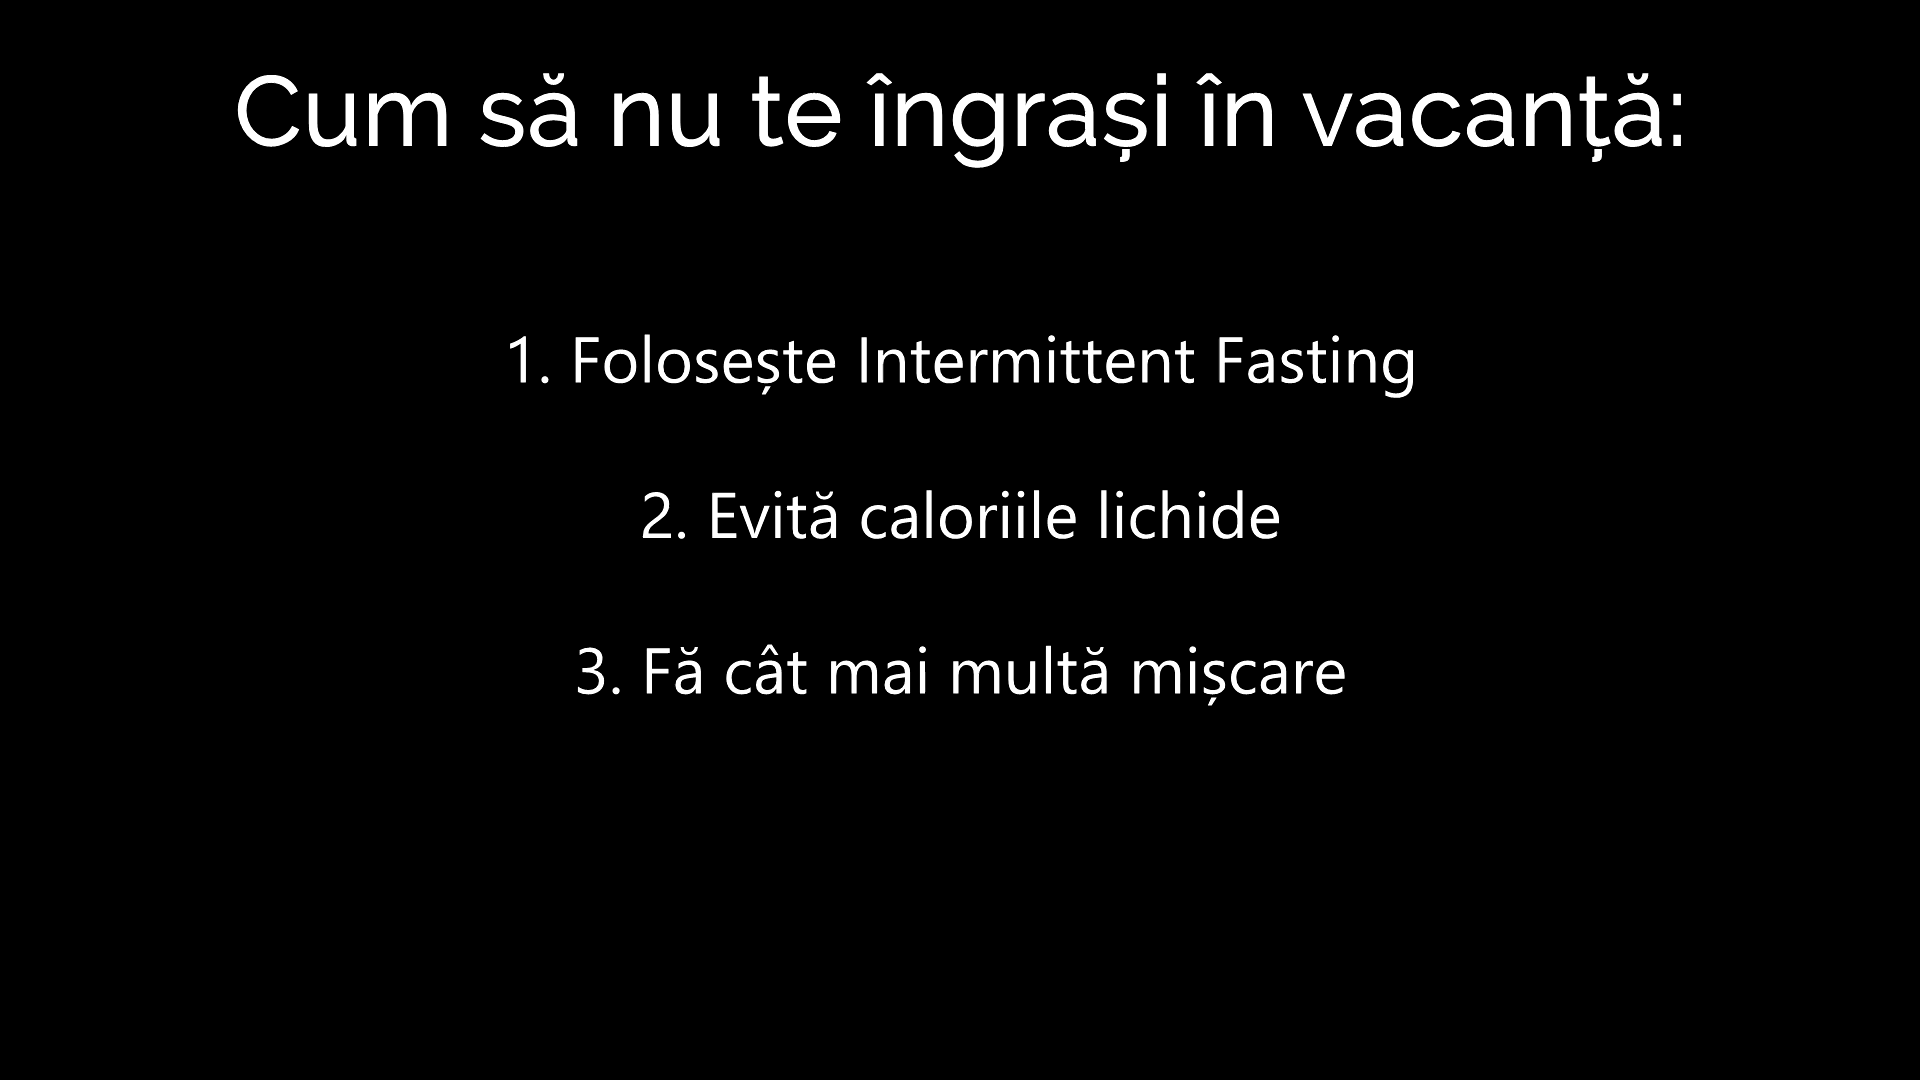 Cum să nu te îngrași în vacanță:
1. Folosește Intermittent Fasting
2. Evită caloriile lichide
3. Fă cât mai multă mișcare